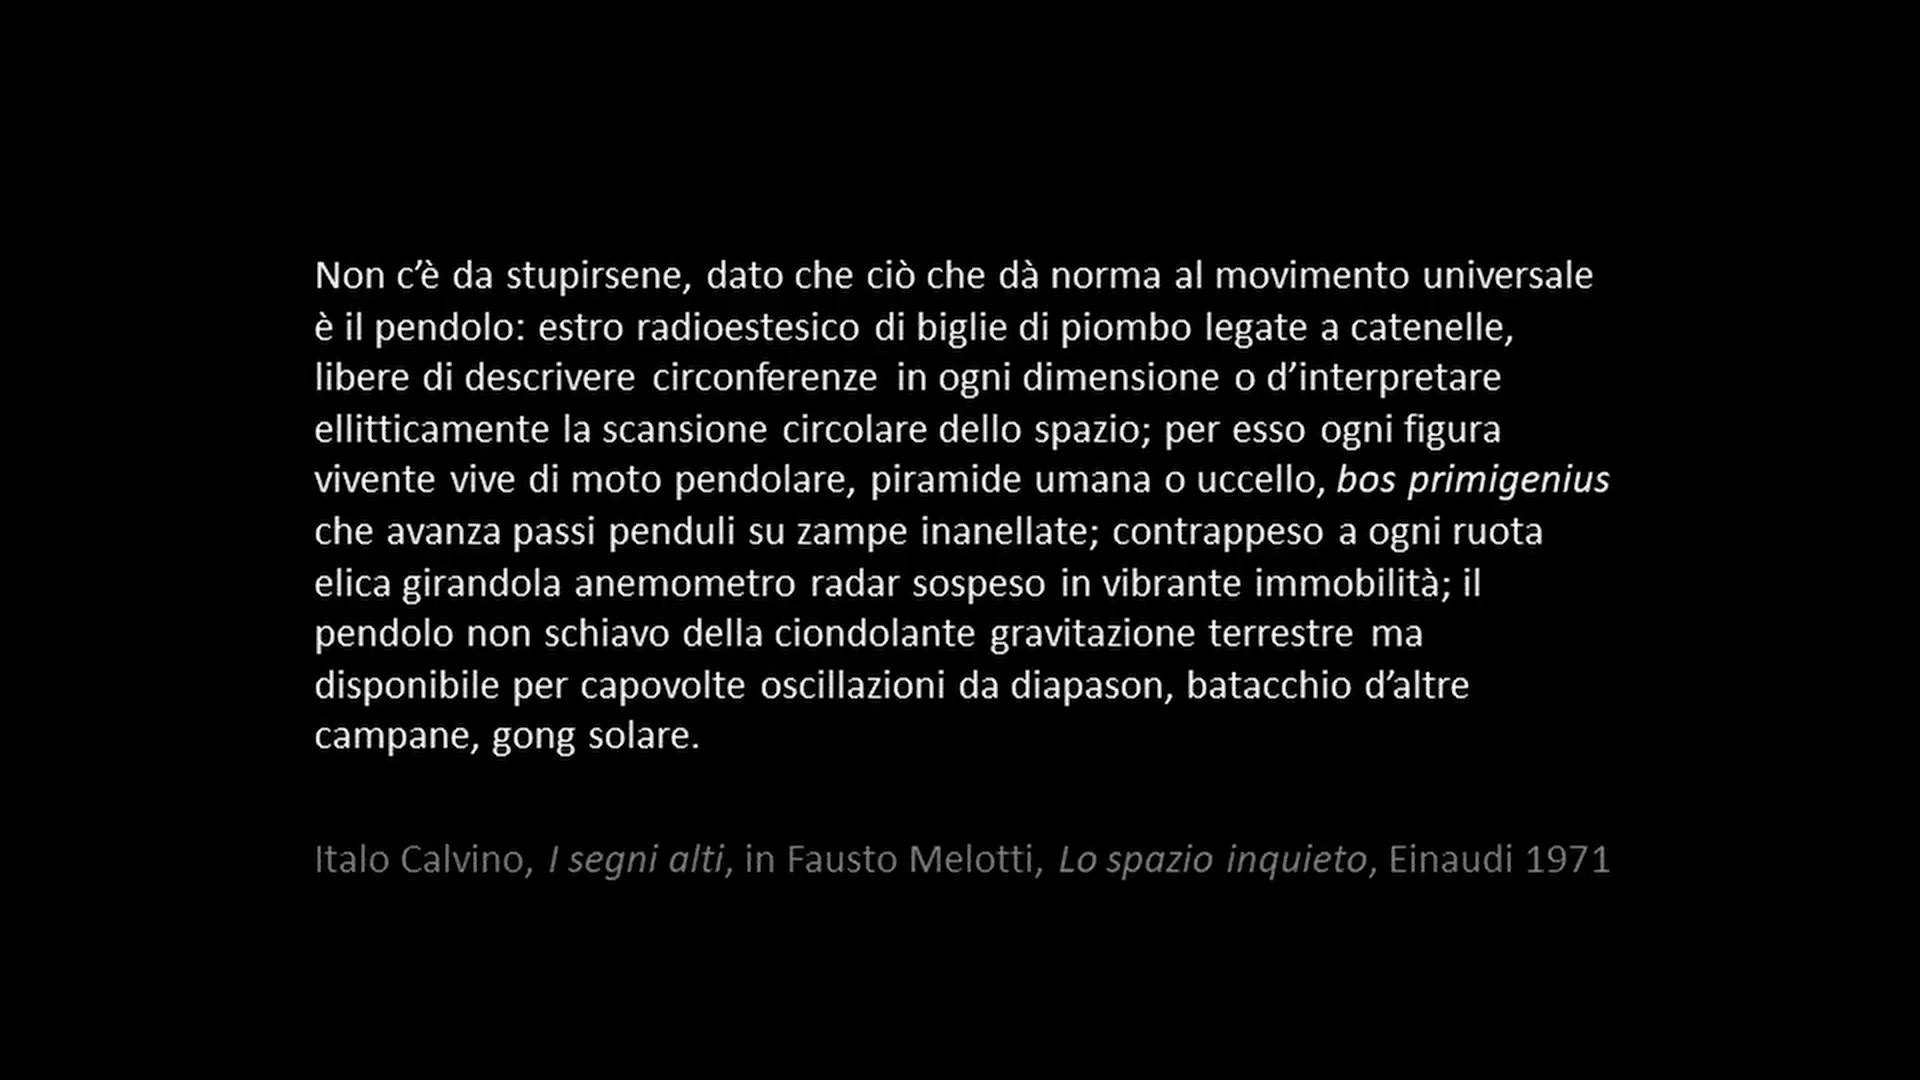 Non c’è da stupirsene, dato che ciò che dà norma al movimento universale
è il pendolo: estro radioestesico di biglie di piombo legate a catenelle,
libere di descrivere circonferenze in ogni dimensione o d’interpretare
ellitticamente la scansione circolare dello spazio; per esso ogni figura
vivente vive di moto pendolare, piramide umana o uccello, bos primigenius
che avanza passi penduli su zampe inanellate; contrappeso a ogni ruota
elica girandola anemometro radar sospeso in vibrante immobilità; il
pendolo non schiavo della ciondolante gravitazione terrestre ma
disponibile per capovolte oscillazioni da diapason, batacchio d’altre
campane, gong solare.
Italo Calvino, I segni alti, in Fausto Melotti, Lo spazio inquieto, Einaudi 1971